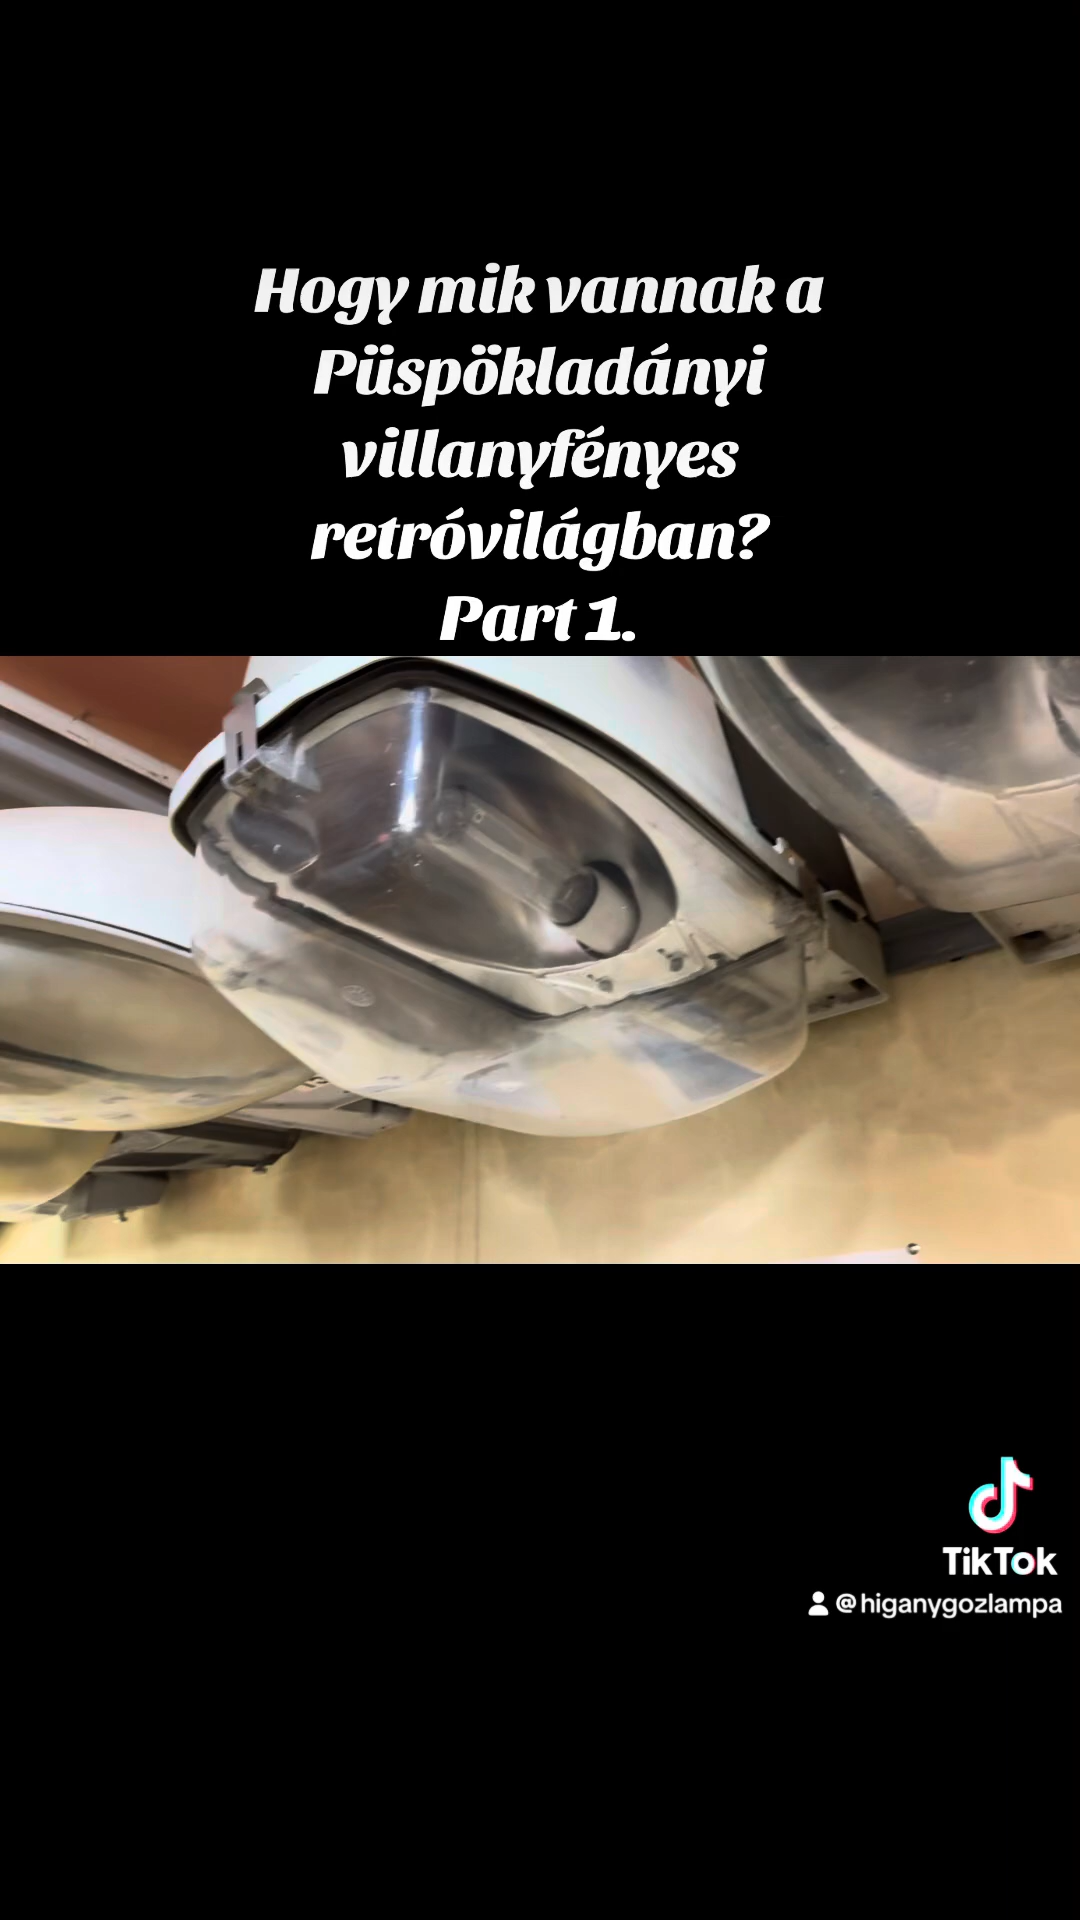 Hogy mik vannak a
Püspökladányi
villanyfényes
retróvilágban?
Part 1.
TikTok
@higanygozlampa